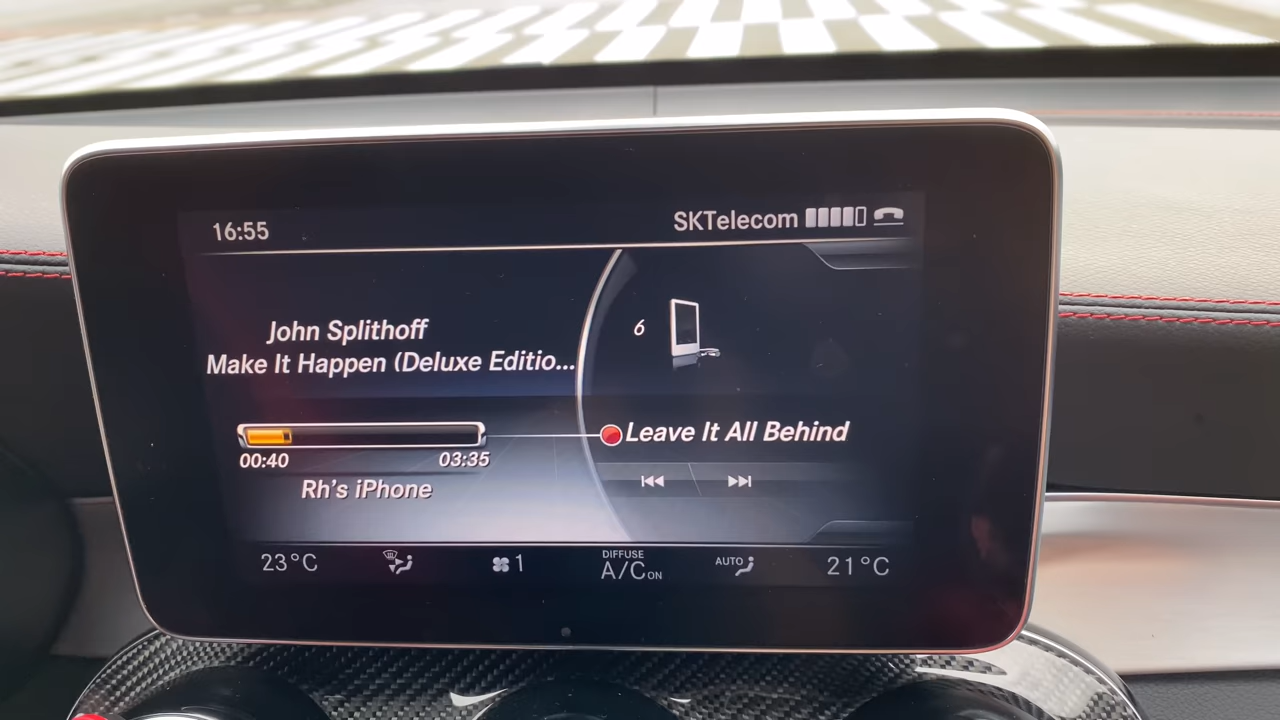 16:55
SKTelecom
John Splithoff
Make It Happen (Deluxe Editio...
6
Leave It All Behind
00:40
03:35
Rh's iPhone
23°C
1
DIFFUSE
A/C ON
AUTO
21°C